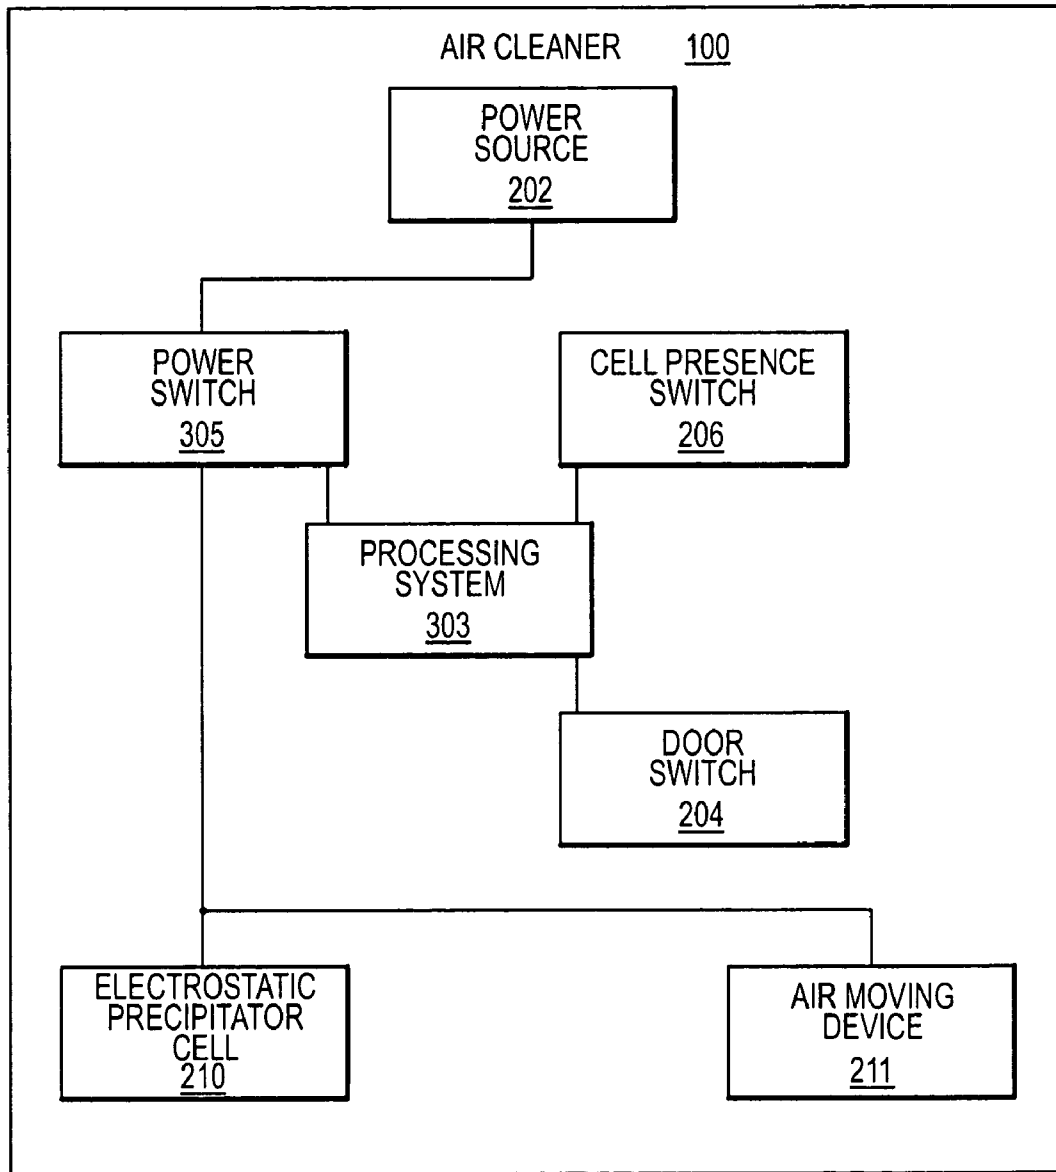 AIR CLEANER 100
POWER
SOURCE
202
POWER
SWITCH
305
CELL PRESENCE
SWITCH
206
PROCESSING
SYSTEM
303
DOOR
SWITCH
204
ELECTROSTATIC
PRECIPITATOR
CELL
210
AIR MOVING
DEVICE
211